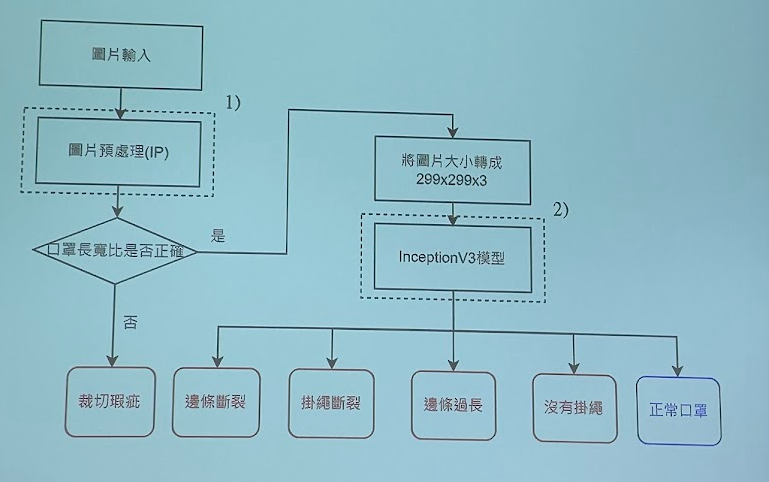 圖片輸入
1)
圖片預處理(IP)
口罩長寬比是否正確
是
否
將圖片大小轉成
299x299x3
2)
InceptionV3模型
裁切瑕疵
邊條斷裂
掛繩斷裂
邊條過長
沒有掛繩
正常口罩